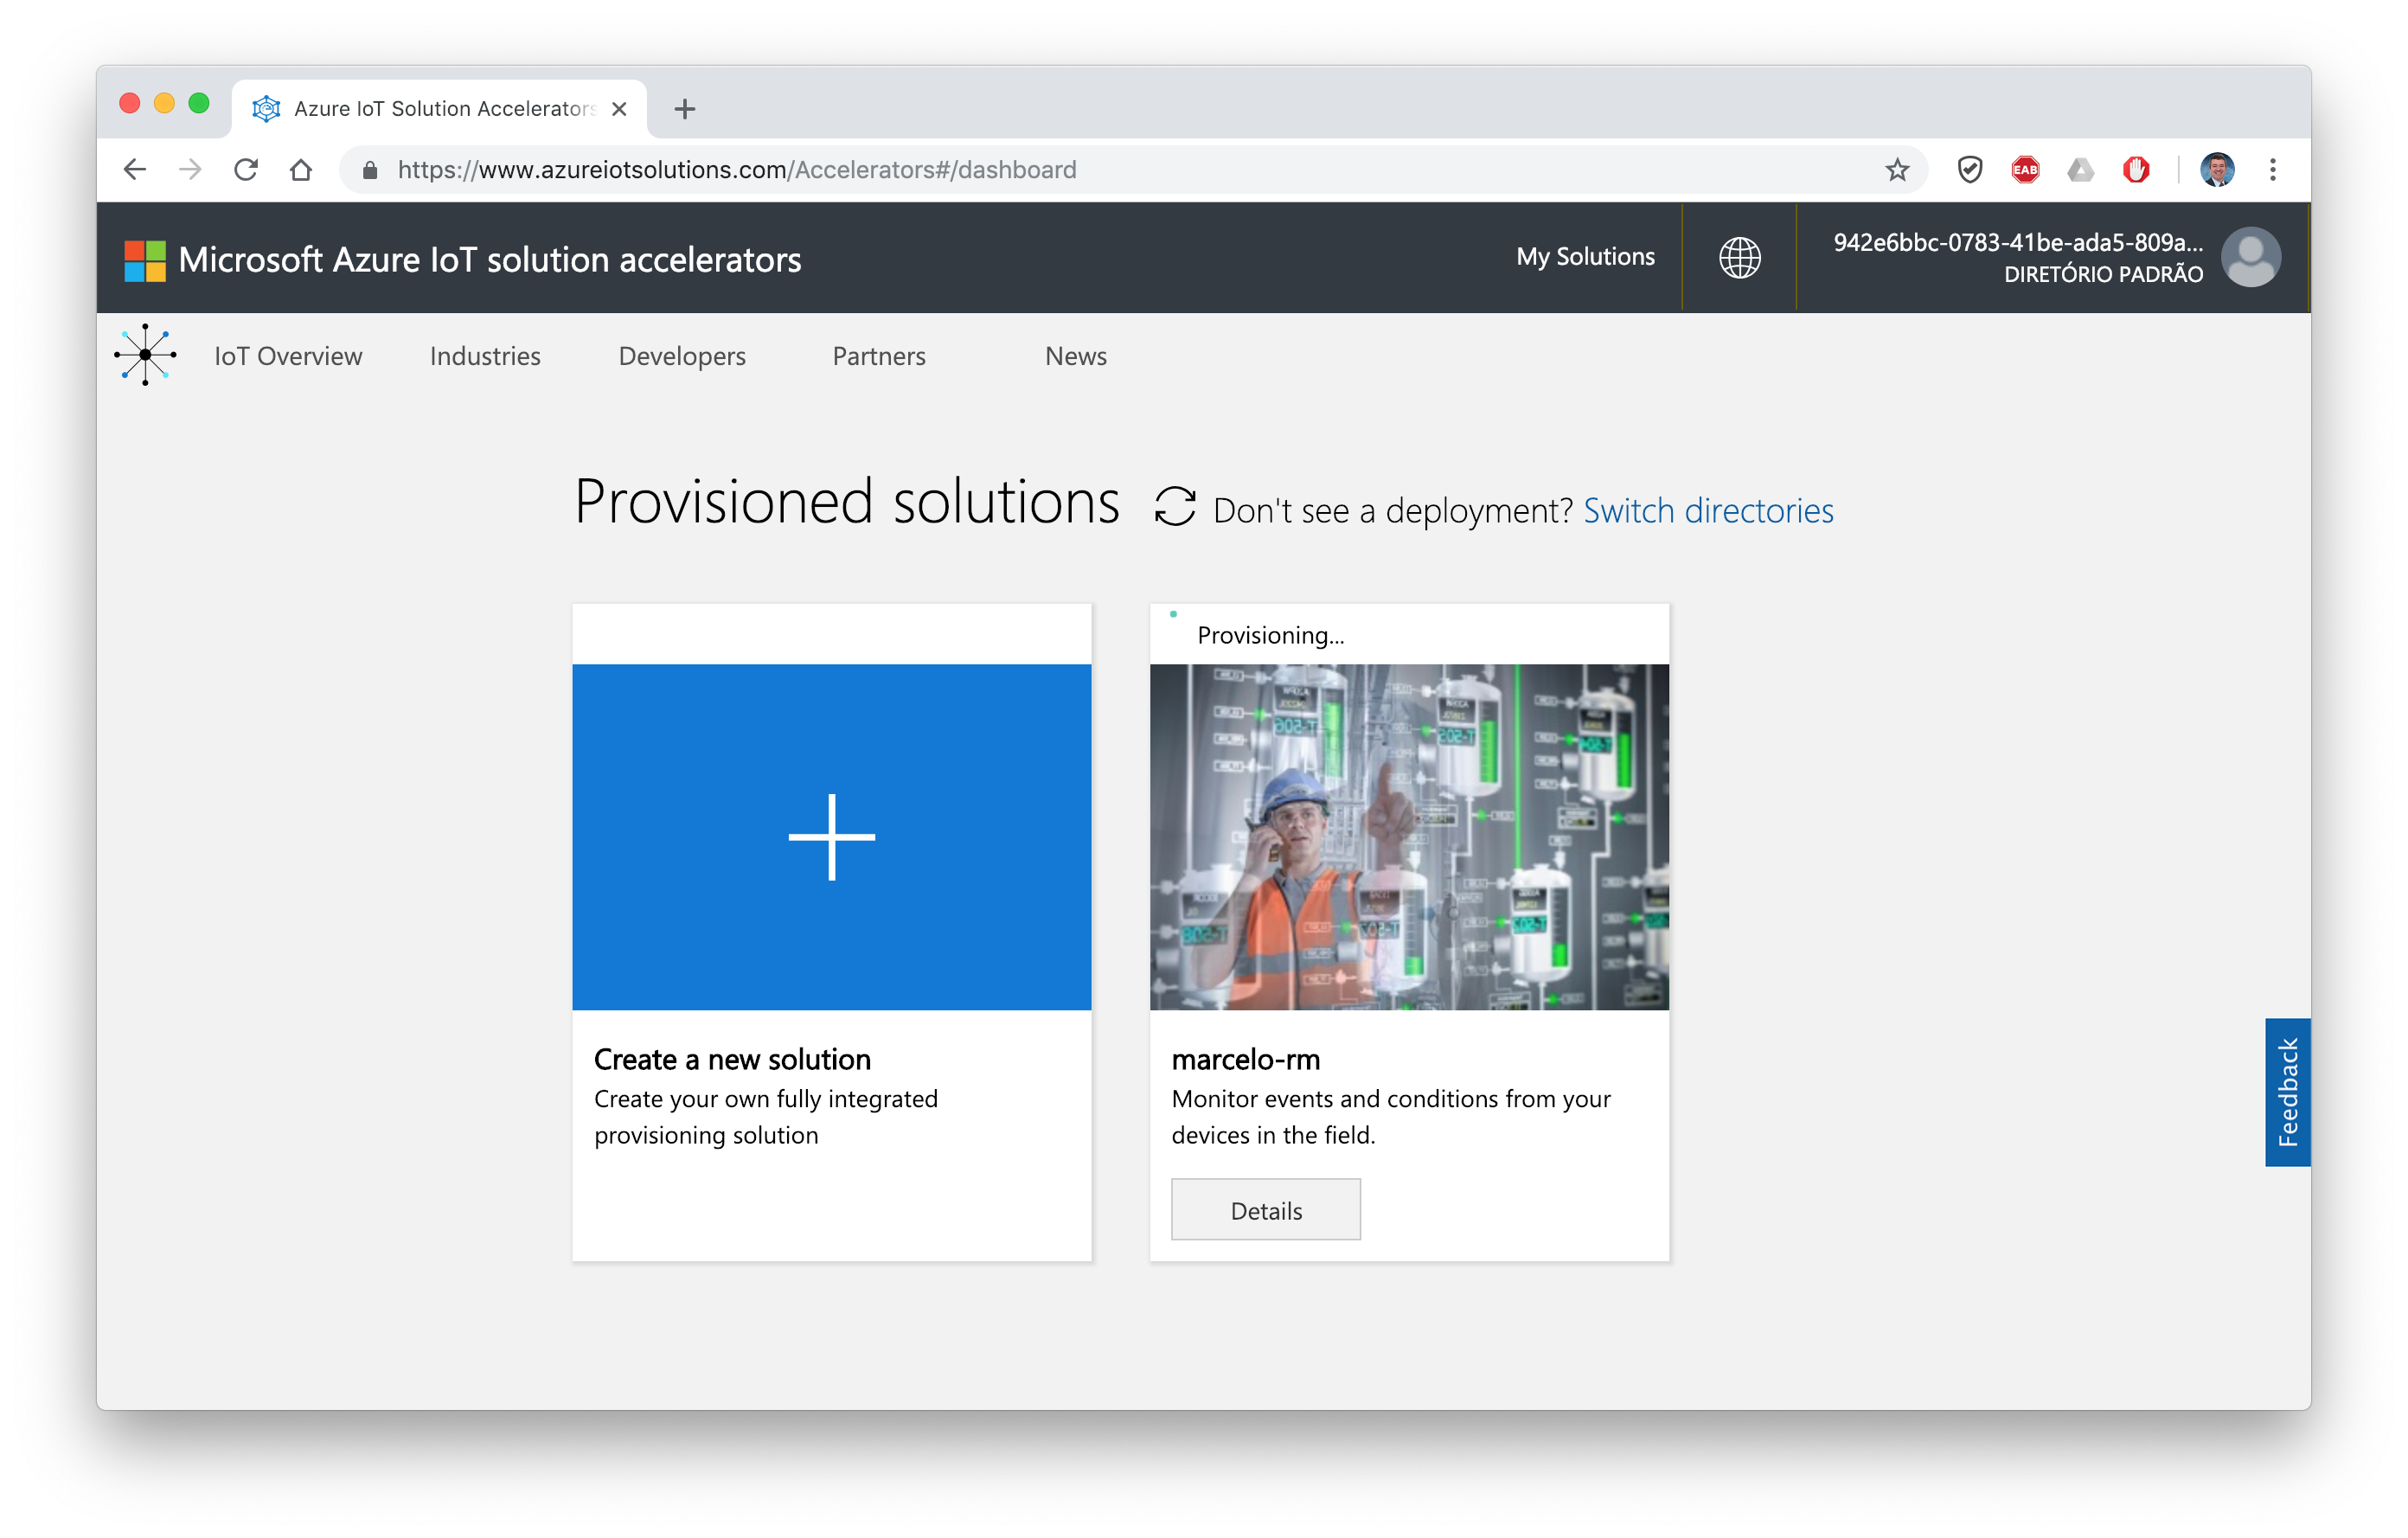 Azure IoT Solution Accelerators
https://www.azureiotsolutions.com/Accelerators#/dashboard
EAB
Microsoft Azure IoT solution accelerators
My Solutions
942e6bbc-0783-41be-ada5-809a...
DIRETÓRIO PADRÃO
IoT Overview
Industries
Developers
Partners
News
Provisioned solutions
Don't see a deployment? Switch directories
Provisioning...
Create a new solution
Create your own fully integrated
provisioning solution
marcelo-rm
Monitor events and conditions from your
devices in the field.
Details
Feedback